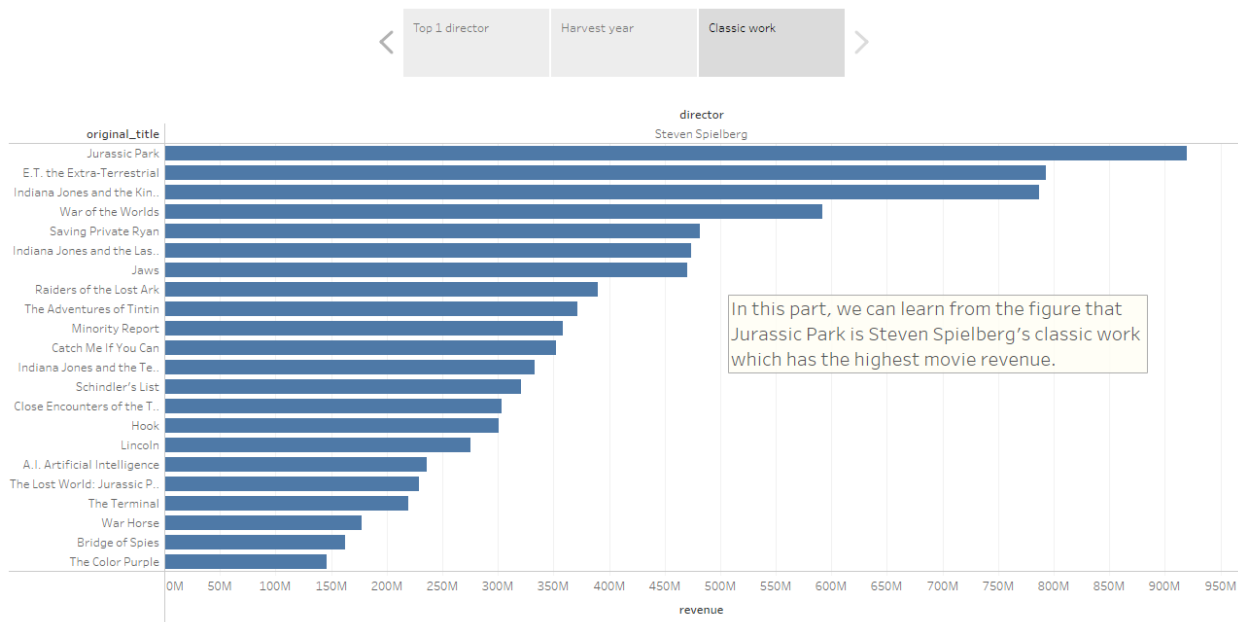 Top 1 director
Harvest year
Classic work
director
original_title
Steven Spielberg
Jurassic Park
E.T. the Extra-Terrestrial
Indiana Jones and the Kin..
War of the Worlds
Saving Private Ryan
Indiana Jones and the Las..
Jaws
Raiders of the Lost Ark
The Adventures of Tintin
Minority Report
Catch Me If You Can
Indiana Jones and the Te..
Schindler's List
Close Encounters of the T..
Hook
Lincoln
A.I. Artificial Intelligence
The Lost World: Jurassic P..
The Terminal
War Horse
Bridge of Spies
The Color Purple
In this part, we can learn from the figure that
Jurassic Park is Steven Spielberg's classic work
which has the highest movie revenue.
0M 50M 100M 150M 200M 250M 300M 350M 400M 450M 500M 550M 600M 650M 700M 750M 800M 850M 900M 950M
revenue